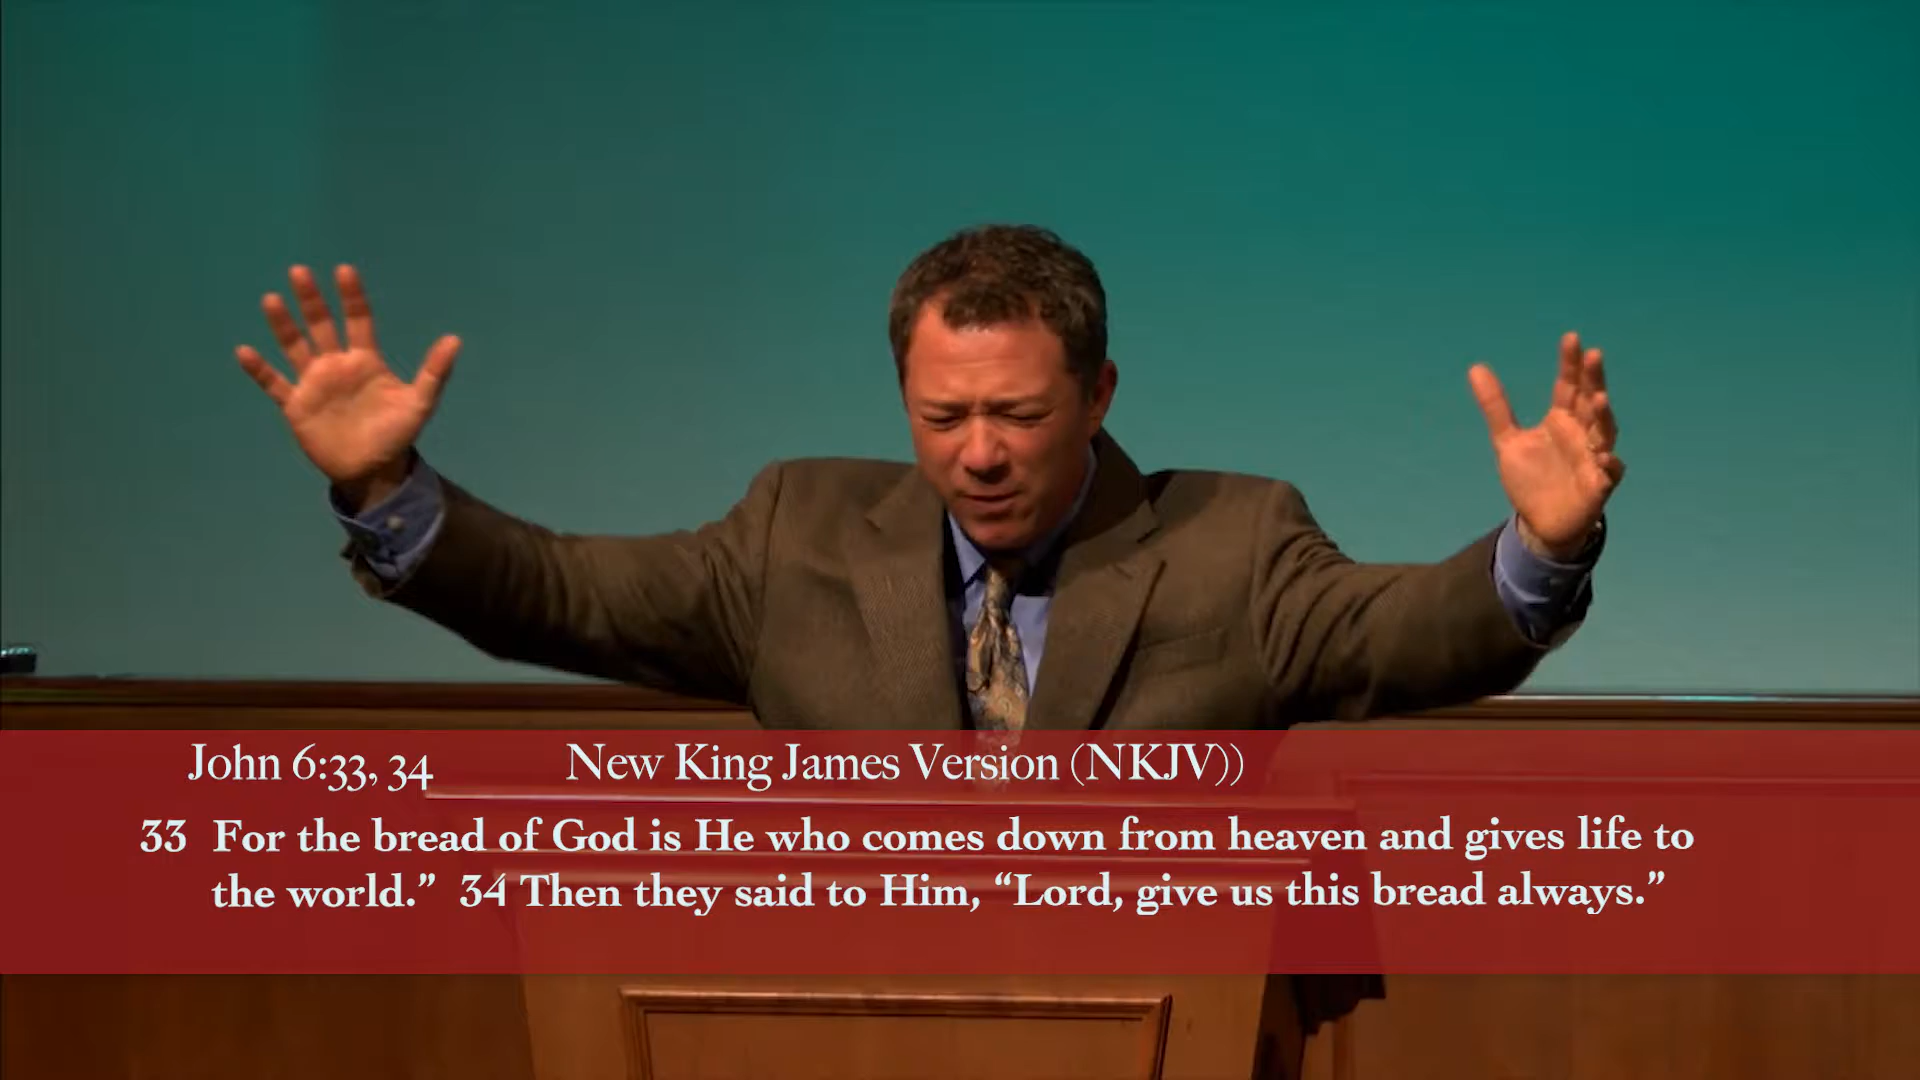 John 6:33, 34 New King James Version (NKJV))
33 For the bread of God is He who comes down from heaven and gives life to
the world.” 34 Then they said to Him, “Lord, give us this bread always.”